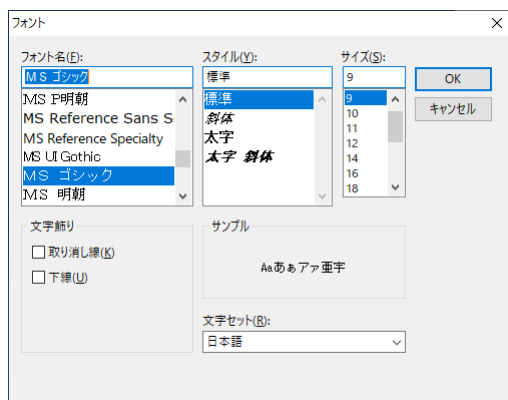 フォント
フォント名(F):
MS ゴシック
MS P明朝
MS Reference Sans S
MS Reference Specialty
MS UI Gothic
MS ゴシック
MS 明朝
スタイル(Y):
標準
標準
斜体
太字
太字 斜体
サイズ(S):
9
9
10
11
12
14
16
18
OK
キャンセル
文字飾り
取り消し線(K)
下線(U)
サンプル
Aaあぁアァ亜宇
文字セット(R):
日本語